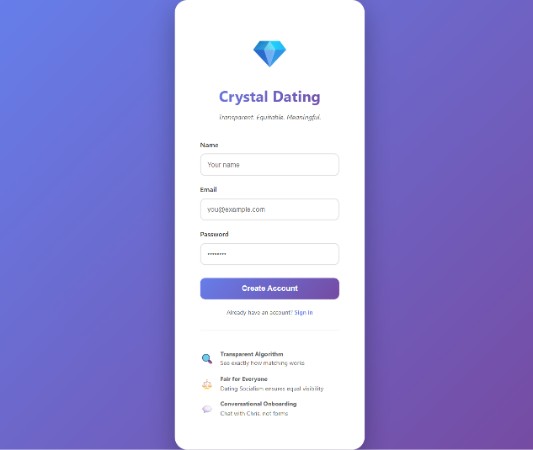 Crystal Dating
Transparent. Equitable. Meaningful.
Name
Your name
Email
you@example.com
Password
••••••••
Create Account
Already have an account? Sign in
Transparent Algorithm
See exactly how matching works
Fair for Everyone
Dating Socialism ensures equal visibility
Conversational Onboarding
Chat with Chris, not forms